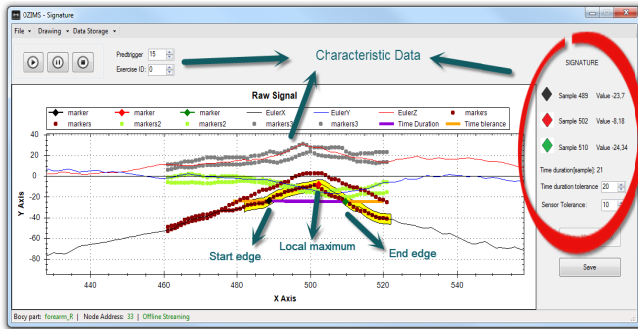 OZIMS - Signature
File Drawing Data Storage
Predtrigger 15
Exercise ID: 0
Characteristic Data
SIGNATURE
Sample 489 Value -23,7
Sample 502 Value -8,18
Sample 510 Value -24,34
Time duration[sample]: 21
Time duration tolerance 20
Sensor Tolerance: 10
Save
Raw Signal
marker marker marker EulerX EulerY EulerZ markers
markers markers2 markers2 markers3 markers3 Time Duration Time tolerance
Y Axis
40
20
0
-20
-40
-60
-80
Start edge
Local maximum
End edge
440 460 480 500 520 540
X Axis
Bocy part: forearm_R | Node Address: 33 | Offline Streaming